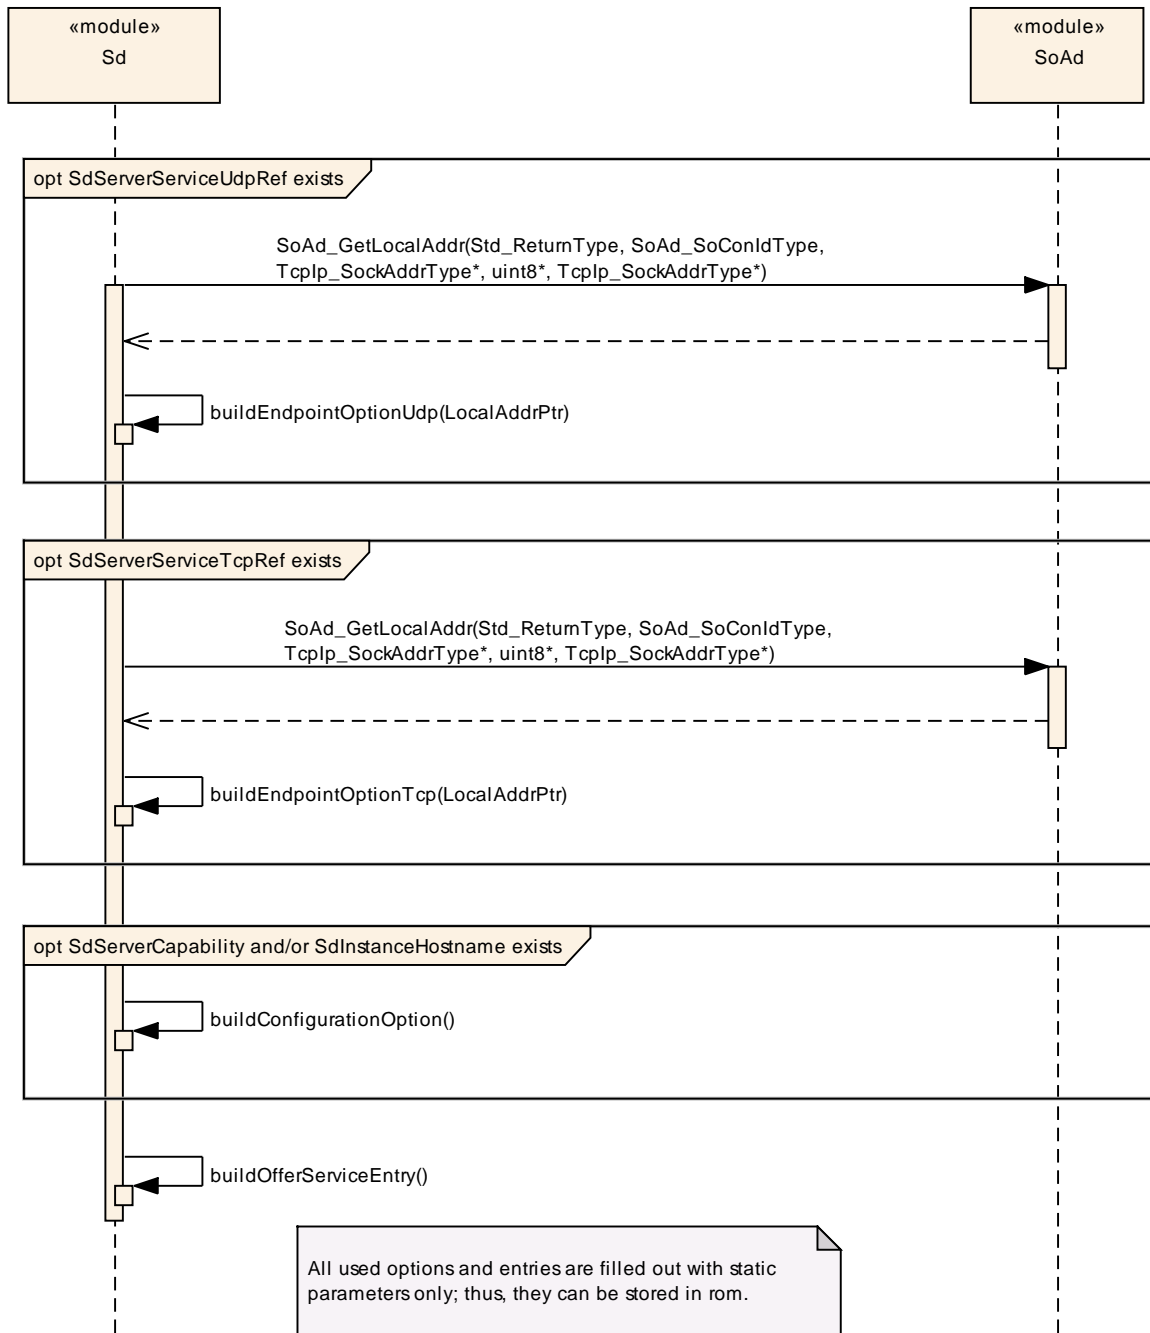 «module»
Sd
«module»
SoAd
opt SdServerServiceUdpRef exists
SoAd_GetLocalAddr(Std_ReturnType, SoAd_SoConIdType,
TcpIp_SockAddrType*, uint8*, TcpIp_SockAddrType*)
buildEndpointOptionUdp(LocalAddrPtr)
opt SdServerServiceTcpRef exists
SoAd_GetLocalAddr(Std_ReturnType, SoAd_SoConIdType,
TcpIp_SockAddrType*, uint8*, TcpIp_SockAddrType*)
buildEndpointOptionTcp(LocalAddrPtr)
opt SdServerCapability and/or SdInstanceHostname exists
buildConfigurationOption()
buildOfferServiceEntry()
All used options and entries are filled out with static
parameters only; thus, they can be stored in rom.